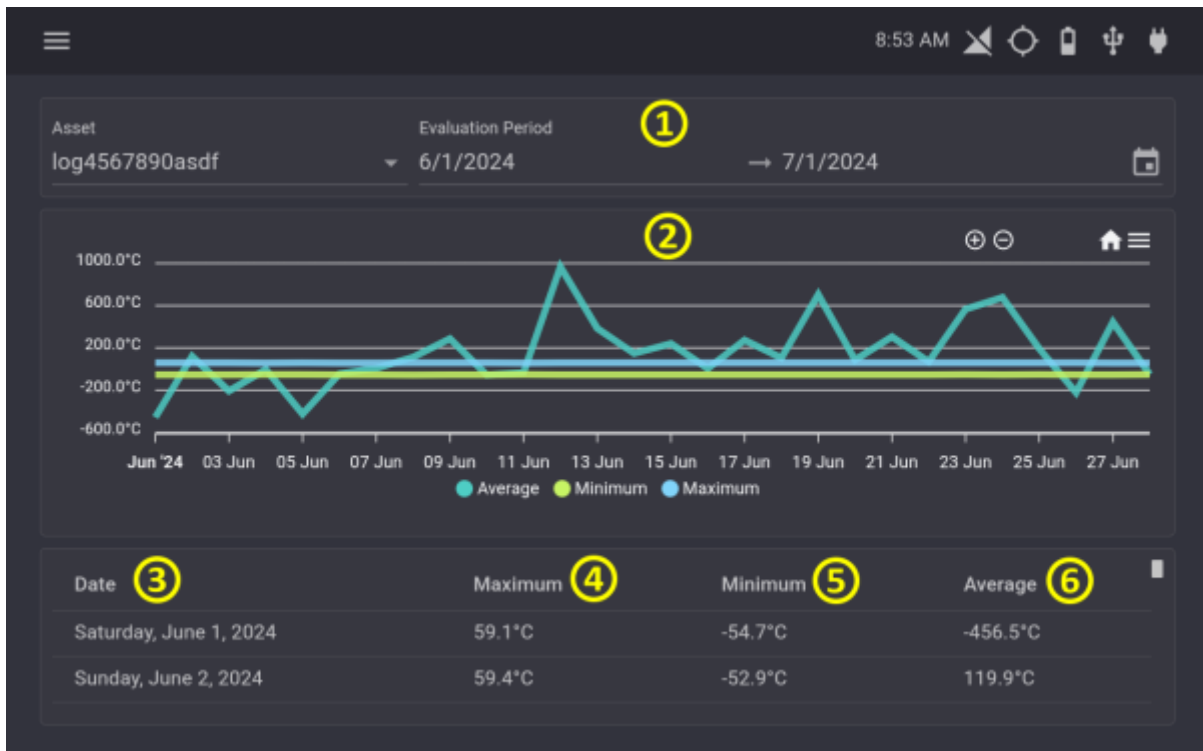 8:53 AM
Asset Evaluation Period 1
log4567890asdf 6/1/2024 → 7/1/2024
2
1000.0°C
600.0°C
200.0°C
-200.0°C
-600.0°C
Jun '24 03 Jun 05 Jun 07 Jun 09 Jun 11 Jun 13 Jun 15 Jun 17 Jun 19 Jun 21 Jun 23 Jun 25 Jun 27 Jun
Average Minimum Maximum
Date 3 Maximum 4 Minimum 5 Average 6
Saturday, June 1, 2024 59.1°C -54.7°C -456.5°C
Sunday, June 2, 2024 59.4°C -52.9°C 119.9°C